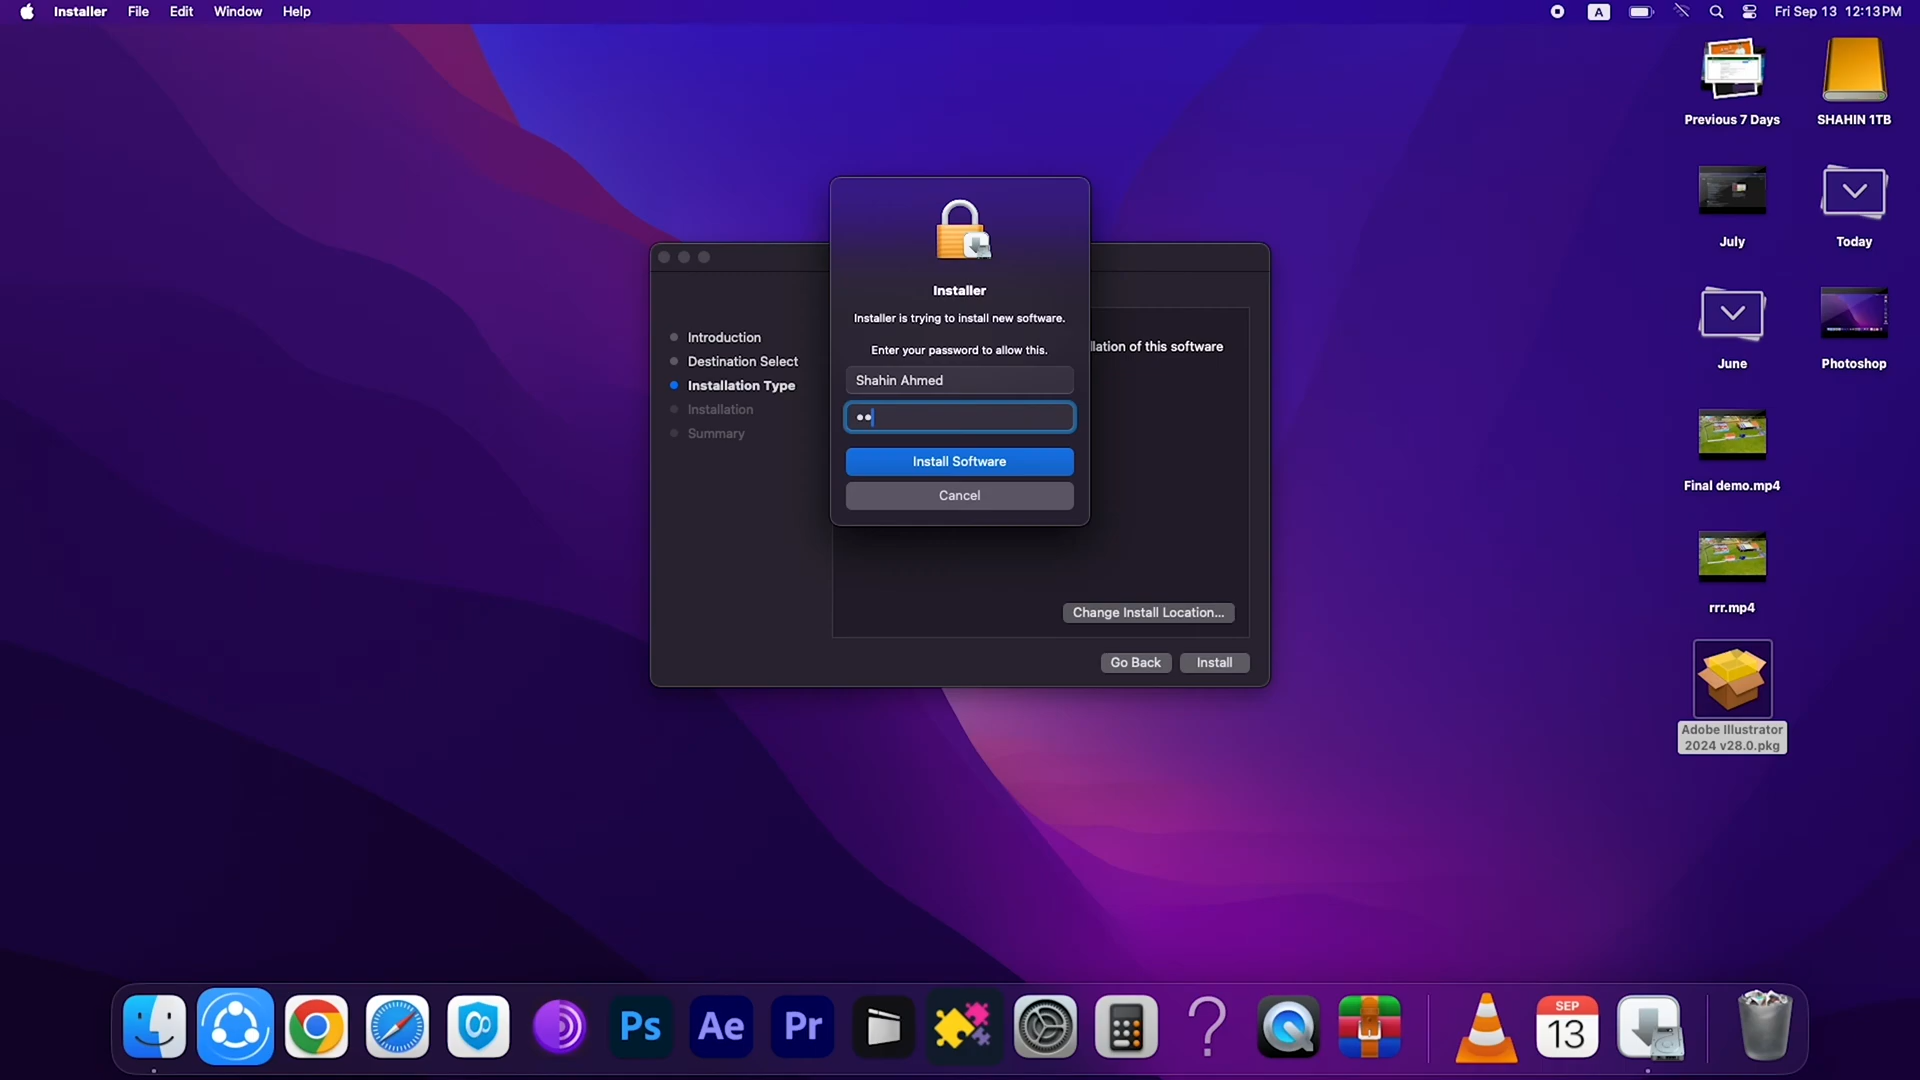 Installer File Edit Window Help
A Fri Sep 13 12:13 PM
Previous 7 Days SHAHIN 1TB
July Today
June Photoshop
Final demo.mp4
rrr.mp4
Adobe Illustrator
2024 v28.0.pkg
Installer
Installer is trying to install new software.
Enter your password to allow this.
Shahin Ahmed
••
Install Software
Cancel
Introduction
Destination Select
Installation Type
Installation
Summary
llation of this software
Change Install Location...
Go Back Install
Ps Ae Pr
SEP
13